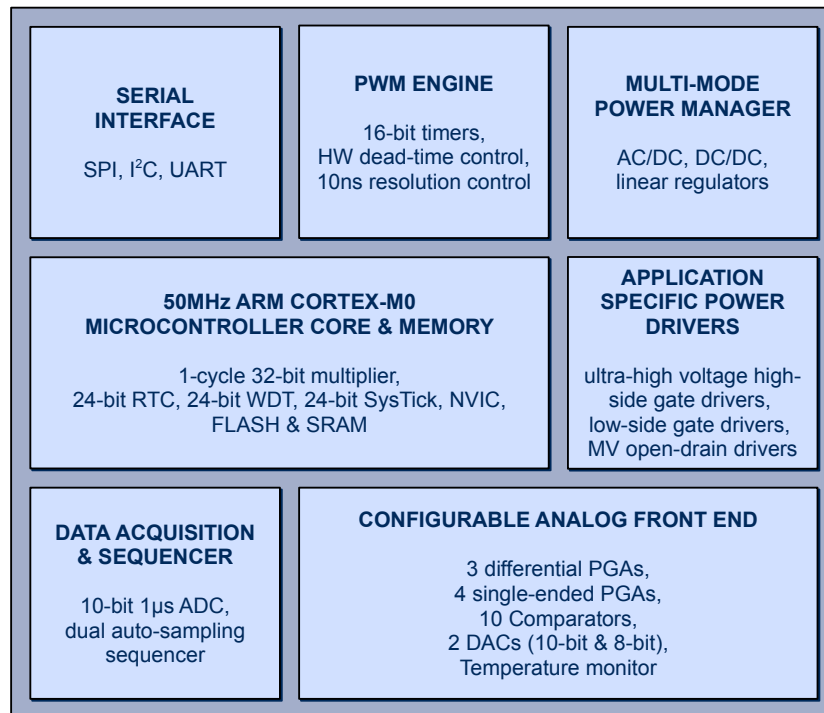 SERIAL
INTERFACE
SPI, I²C, UART
PWM ENGINE
16-bit timers,
HW dead-time control,
10ns resolution control
MULTI-MODE
POWER MANAGER
AC/DC, DC/DC,
linear regulators
50MHz ARM CORTEX-M0
MICROCONTROLLER CORE & MEMORY
1-cycle 32-bit multiplier,
24-bit RTC, 24-bit WDT, 24-bit SysTick, NVIC,
FLASH & SRAM
APPLICATION
SPECIFIC POWER
DRIVERS
ultra-high voltage high-
side gate drivers,
low-side gate drivers,
MV open-drain drivers
DATA ACQUISITION
& SEQUENCER
10-bit 1µs ADC,
dual auto-sampling
sequencer
CONFIGURABLE ANALOG FRONT END
3 differential PGAs,
4 single-ended PGAs,
10 Comparators,
2 DACs (10-bit & 8-bit),
Temperature monitor